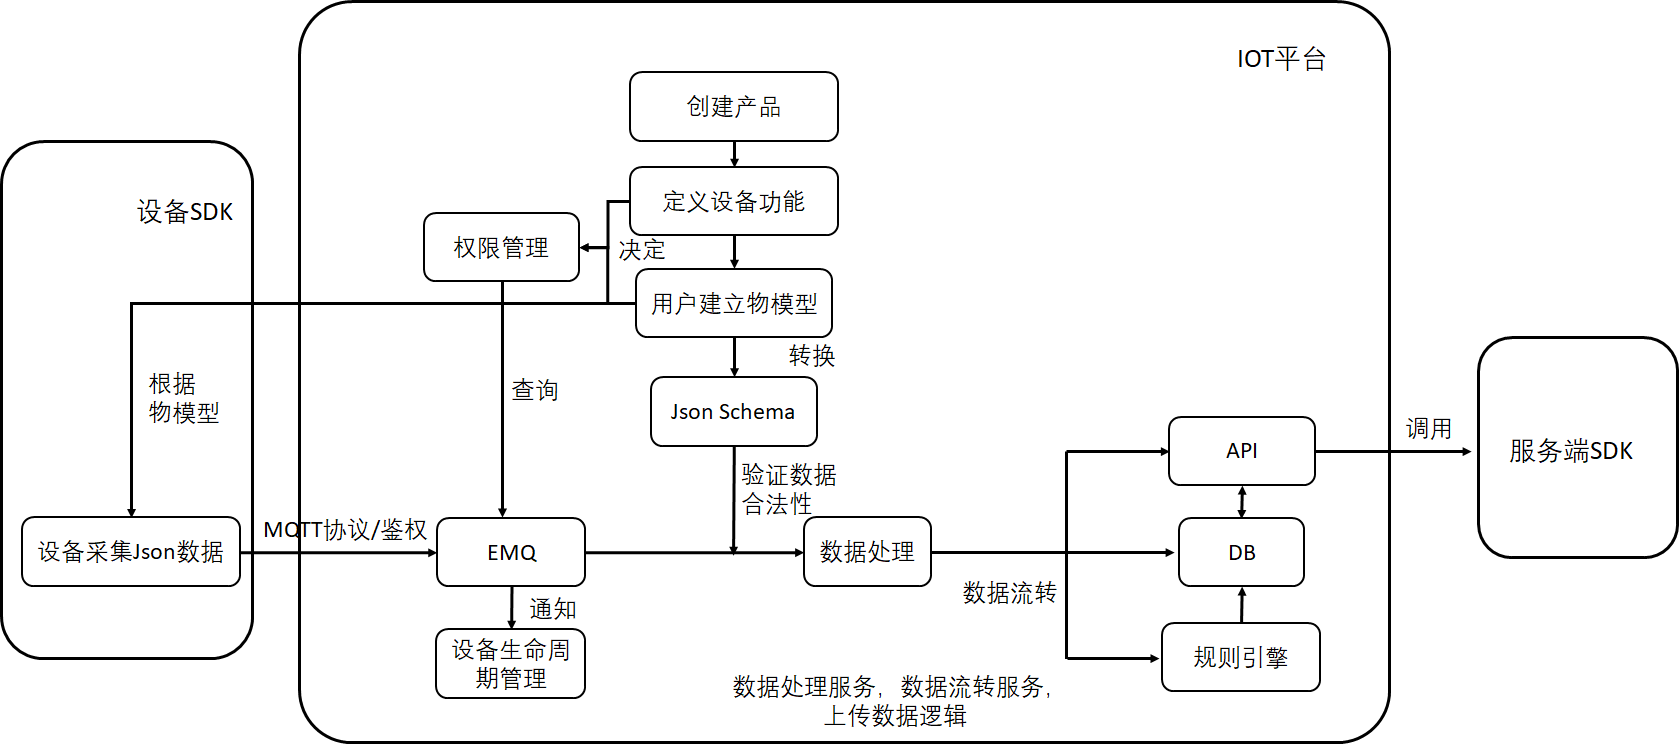 IOT平台
创建产品
设备SDK
定义设备功能
权限管理
决定
用户建立物模型
转换
根据
物模型
查询
Json Schema
调用
API
服务端SDK
验证数据
合法性
MQTT协议/鉴权
设备采集Json数据
EMQ
数据处理
DB
通知
数据流转
设备生命周
期管理
规则引擎
数据处理服务，数据流转服务，
上传数据逻辑